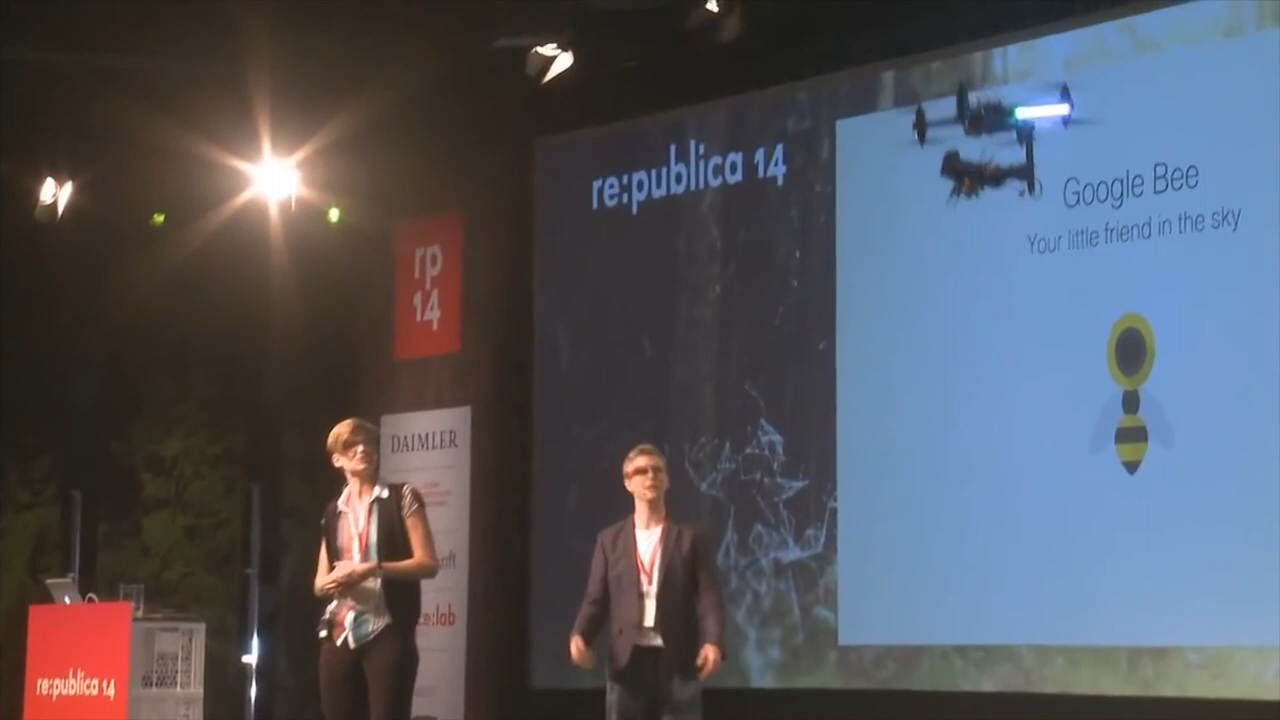 re:publica 14
Google Bee
Your little friend in the sky
rp
14
DAIMLER
re:publica 14